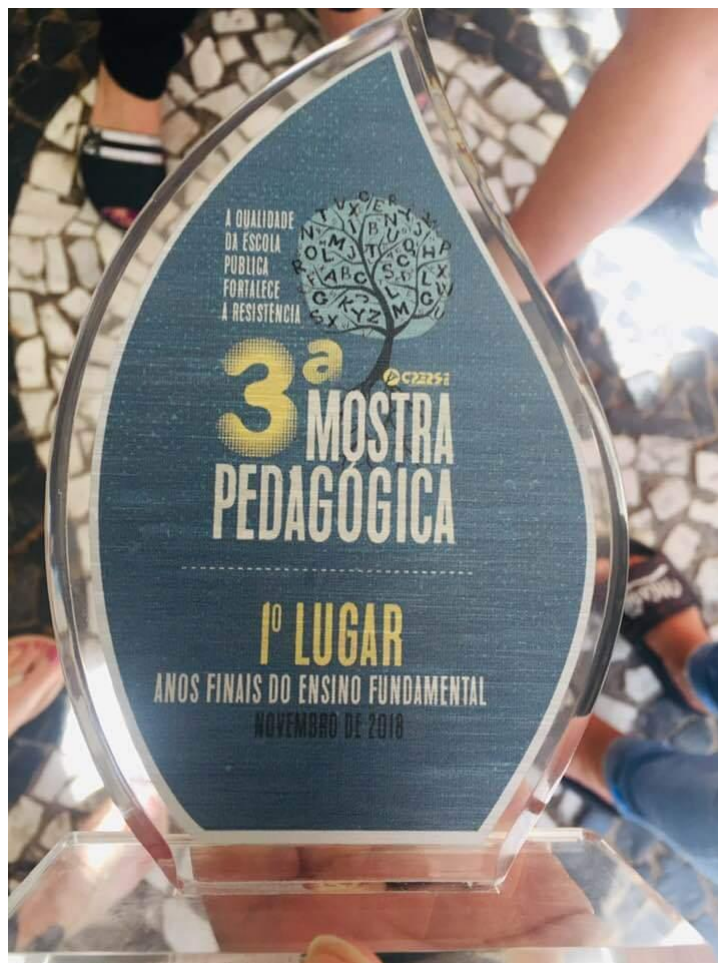 A QUALIDADE
DA ESCOLA
PÚBLICA
FORTALECE
A RESISTÊNCIA
3ª
CPERS
MOSTRA
PEDAGÓGICA
1º LUGAR
ANOS FINAIS DO ENSINO FUNDAMENTAL
NOVEMBRO DE 2018